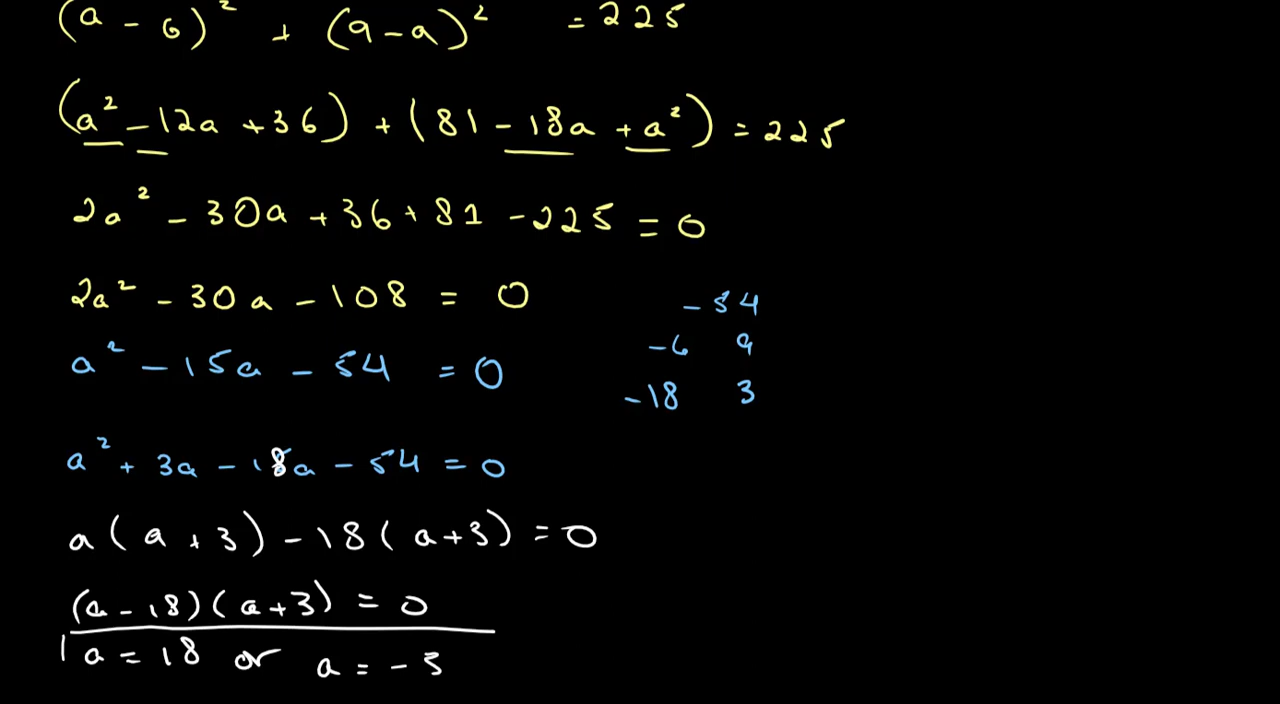 (a - 6)² + (9 - a)² = 225
(a² - 12a + 36) + (81 - 18a + a²) = 225
2a² - 30a + 36 + 81 - 225 = 0
2a² - 30a - 108 = 0
- 54
a² - 15a - 54 = 0
-6 9
-18 3
a² + 3a - 18a - 54 = 0
a(a + 3) - 18(a + 3) = 0
(a - 18)(a + 3) = 0
a = 18 or a = - 3